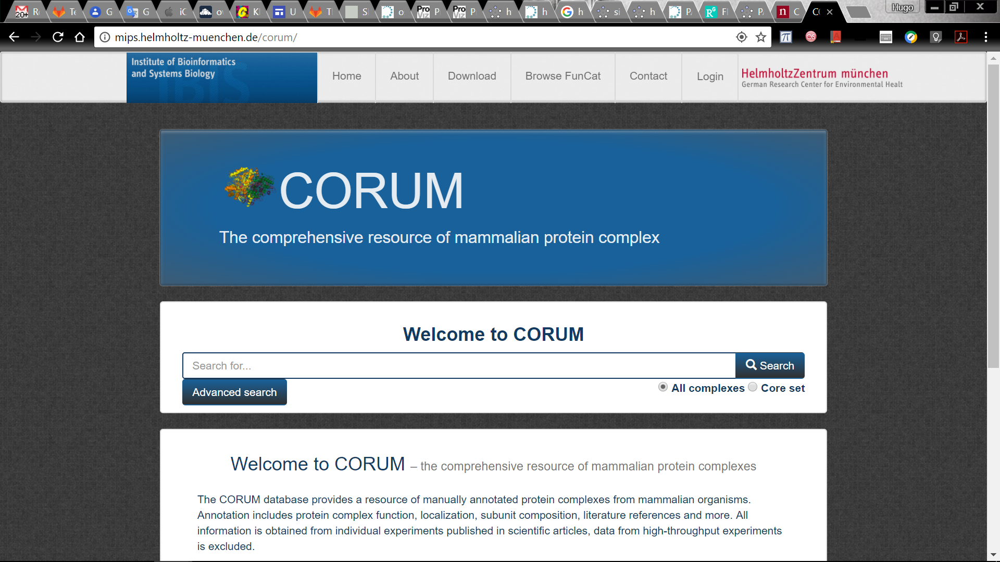 20+ Te G G iC U S P P h h h si h P C
Hugo
mips.helmholtz-muenchen.de/corum/
Institute of Bioinformatics
and Systems Biology
IBIS
Home About Download Browse FunCat Contact Login
HelmholtzZentrum münchen
German Research Center for Environmental Healt
CORUM
The comprehensive resource of mammalian protein complex
Welcome to CORUM
Search for...
Search
Advanced search
All complexes Core set
Welcome to CORUM – the comprehensive resource of mammalian protein complexes
The CORUM database provides a resource of manually annotated protein complexes from mammalian organisms.
Annotation includes protein complex function, localization, subunit composition, literature references and more. All
information is obtained from individual experiments published in scientific articles, data from high-throughput experiments
is excluded.